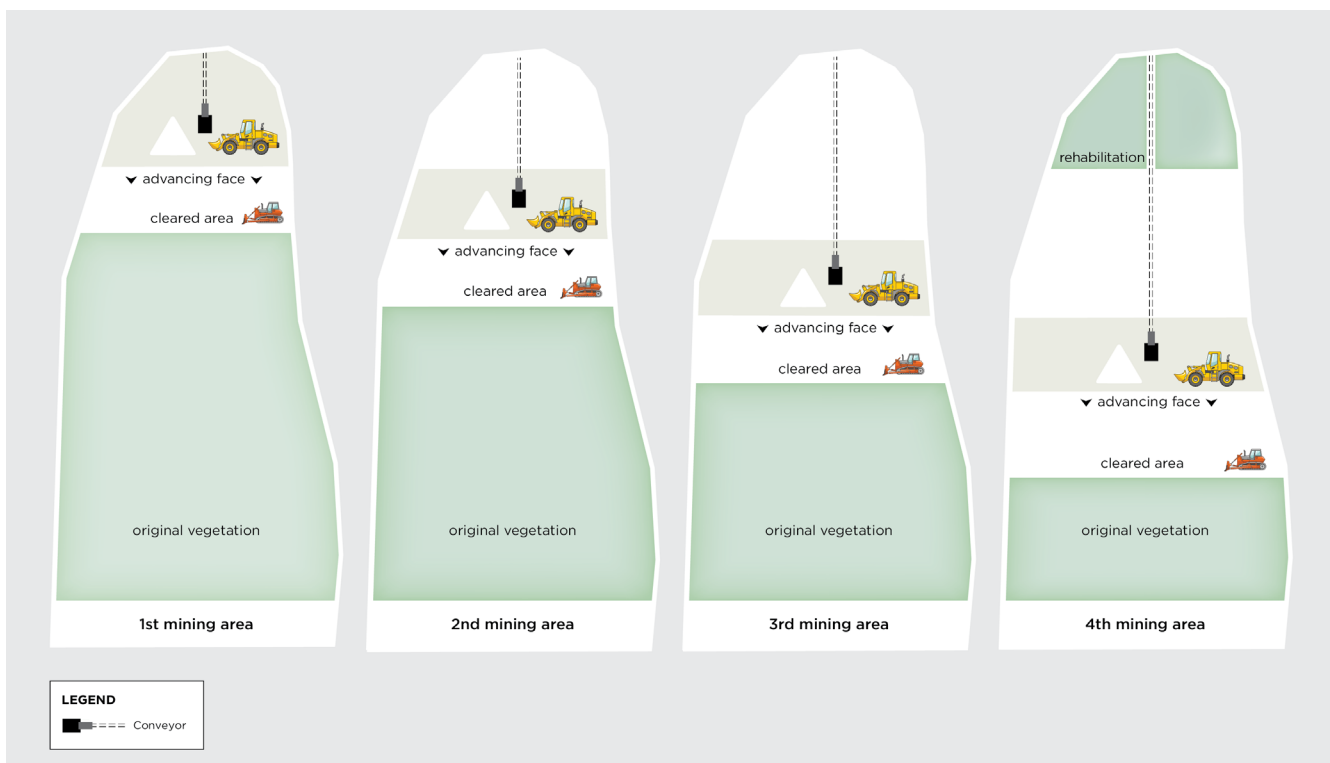 advancing face
cleared area
original vegetation
1st mining area
advancing face
cleared area
original vegetation
2nd mining area
advancing face
cleared area
original vegetation
3rd mining area
rehabilitation
advancing face
cleared area
original vegetation
4th mining area
LEGEND
Conveyor